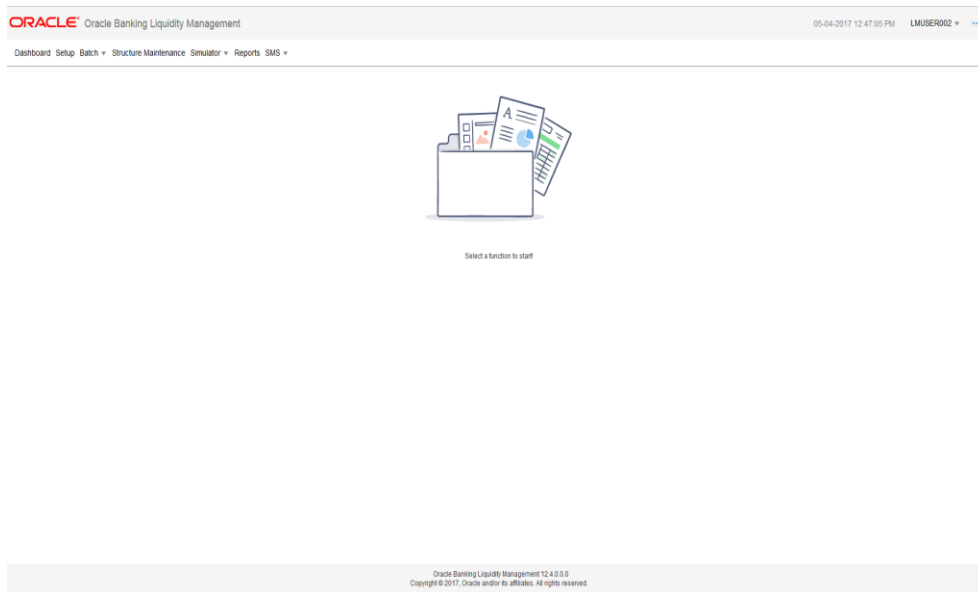 ORACLE® Oracle Banking Liquidity Management
05-04-2017 12:47:05 PM LMUSER002
Dashboard Setup Batch Structure Maintenance Simulator Reports SMS
A
Select a function to start!
Oracle Banking Liquidity Management 12.4.0.0.0
Copyright © 2017, Oracle and/or its affiliates. All rights reserved.